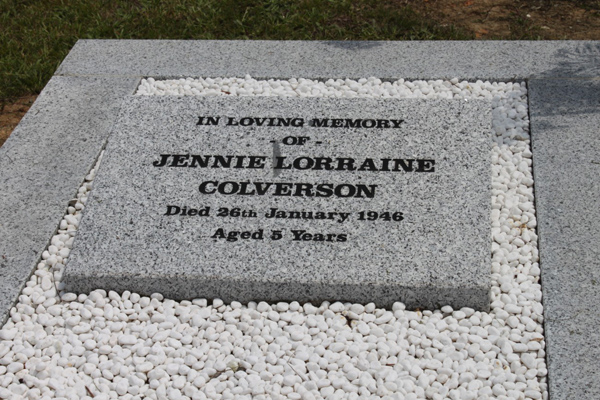 IN LOVING MEMORY
- OF -
JENNIE LORRAINE
COLVERSON
Died 26th January 1946
Aged 5 Years